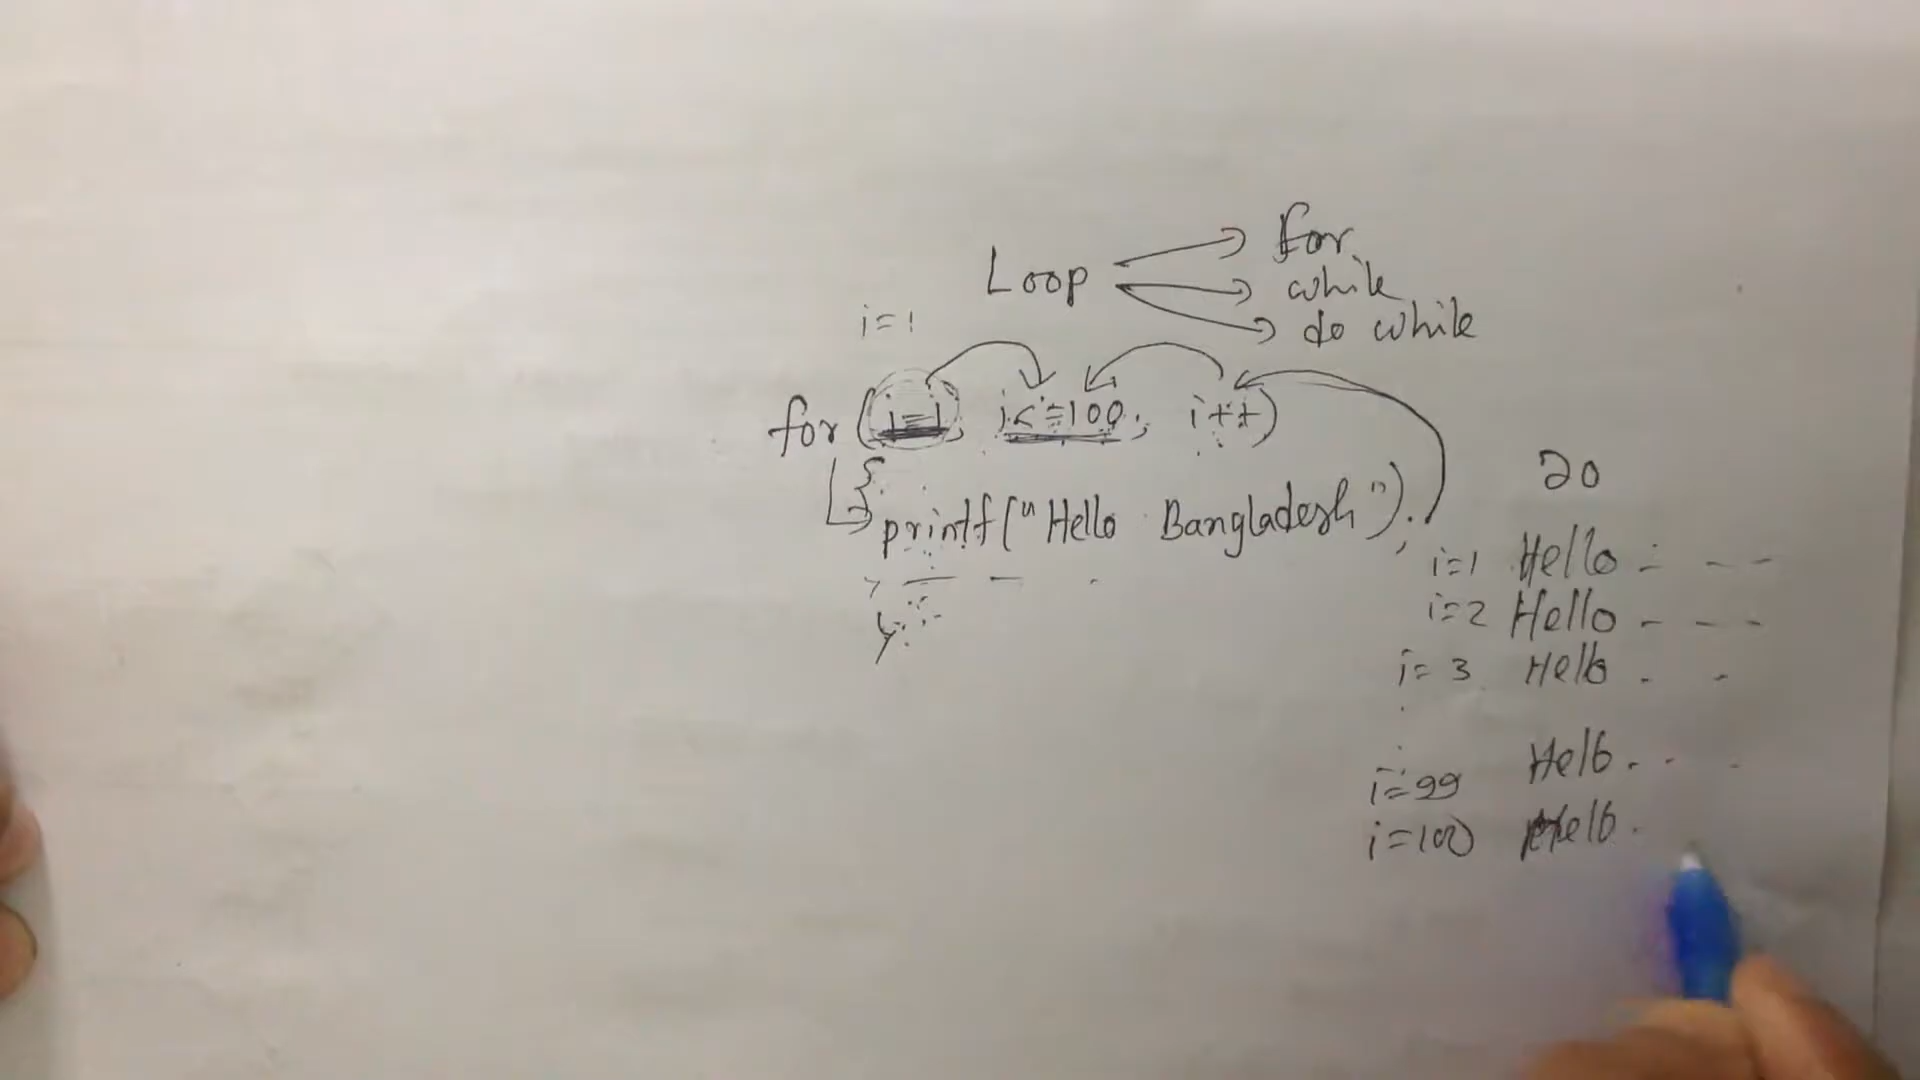 Loop → for
→ while
→ do while
i=1
for (i=1; i<=100; i++)
{
printf("Hello Bangladesh");
}
i=1 Hello - - -
i=2 Hello - - -
i=3 Hello - -
i=99 Hello - - -
i=100 Hello -